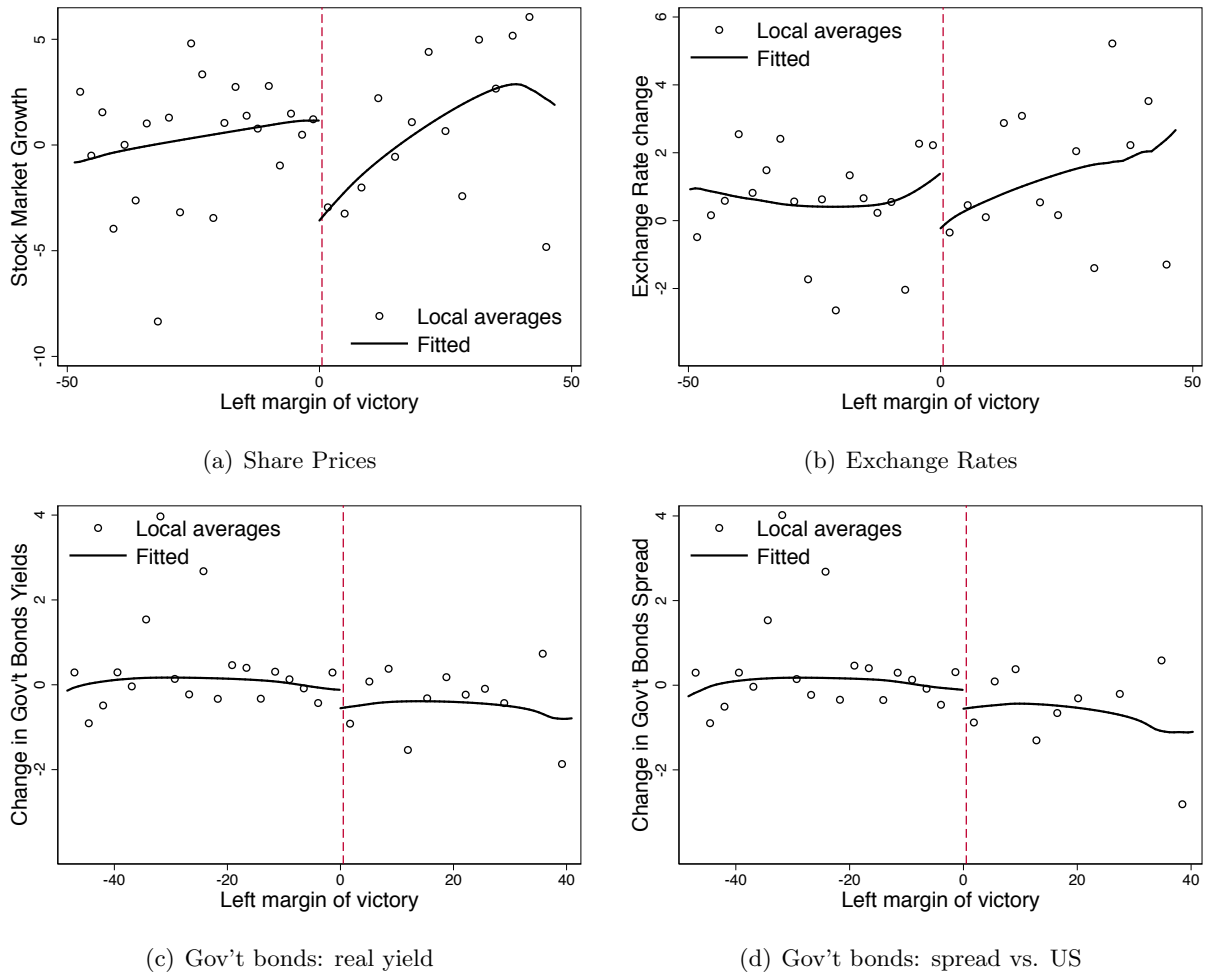 Stock Market Growth
5
0
-5
-10
Local averages
Fitted
-50
0
50
Left margin of victory
(a) Share Prices
Exchange Rate change
6
4
2
0
-2
Local averages
Fitted
-50
0
50
Left margin of victory
(b) Exchange Rates
Change in Gov't Bonds Yields
4
2
0
-2
Local averages
Fitted
-40
-20
0
20
40
Left margin of victory
(c) Gov't bonds: real yield
Change in Gov't Bonds Spread
4
2
0
-2
Local averages
Fitted
-40
-20
0
20
40
Left margin of victory
(d) Gov't bonds: spread vs. US